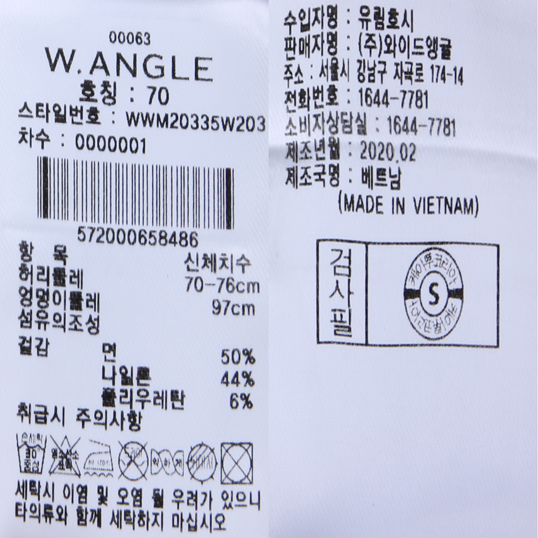 00063
W.ANGLE
호칭 : 70
스타일번호 : WWM20335W203
차수 : 0000001
572000658486
항 목 신체치수
허리둘레 70-76cm
엉덩이둘레 97cm
섬유의조성
겉감 면 50%
나일론 44%
폴리우레탄 6%
취급시 주의사항
세탁시 이염 및 오염 될 우려가 있으니
타의류와 함께 세탁하지 마십시오
수입자명 : 유림호시
판매자명 : (주)와이드앵글
주소 : 서울시 강남구 자곡로 174-14
전화번호 : 1644-7781
소비자상담실 : 1644-7781
제조년월 : 2020.02
제조국명 : 베트남
(MADE IN VIETNAM)
검사필
S